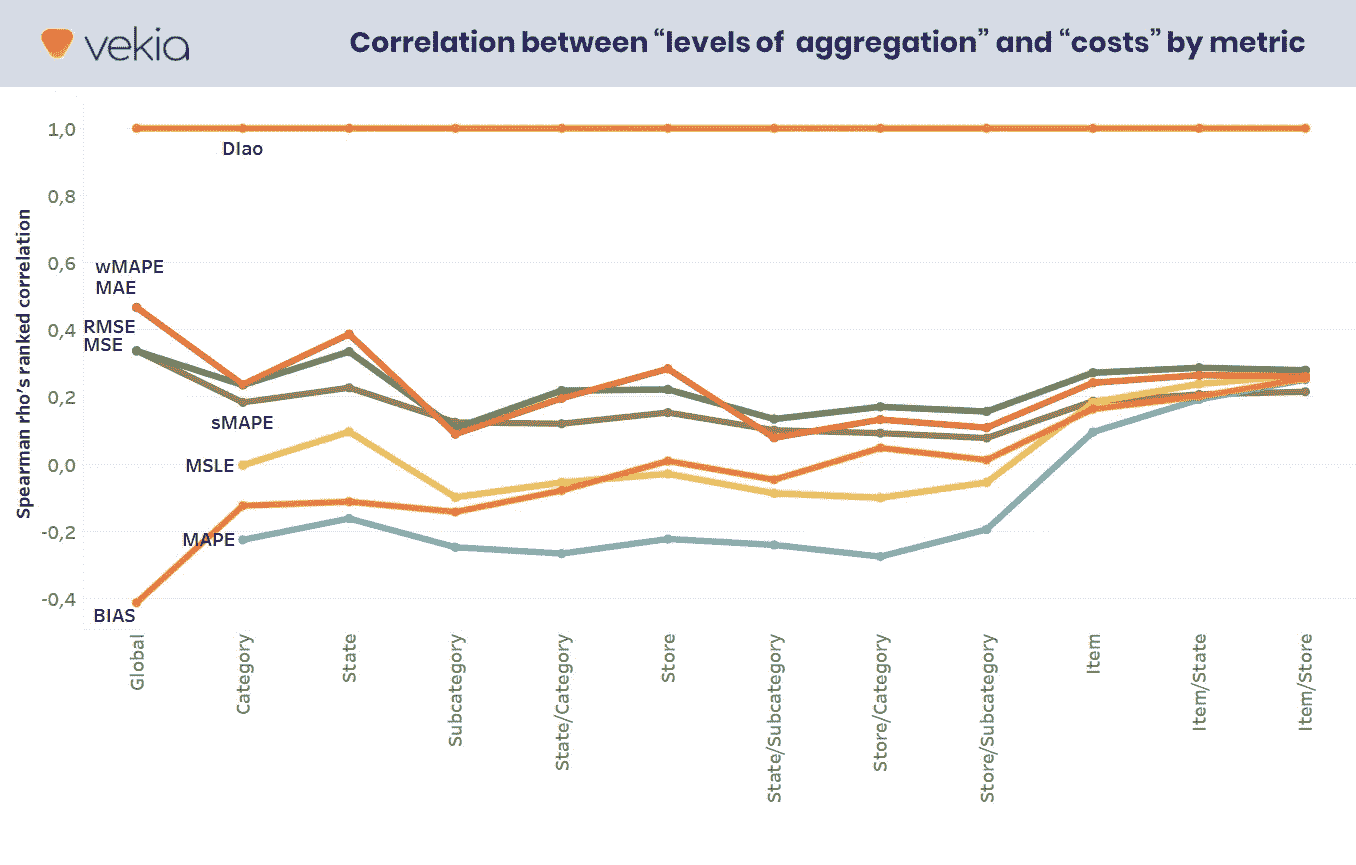 vekia
Correlation between “levels of aggregation” and “costs” by metric
Spearman rho’s ranked correlation
1,0
0,8
0,6
0,4
0,2
0,0
-0,2
-0,4
DIao
wMAPE
MAE
RMSE
MSE
sMAPE
MSLE
MAPE
BIAS
Global
Category
State
Subcategory
State/Category
Store
State/Subcategory
Store/Category
Store/Subcategory
Item
Item/State
Item/Store